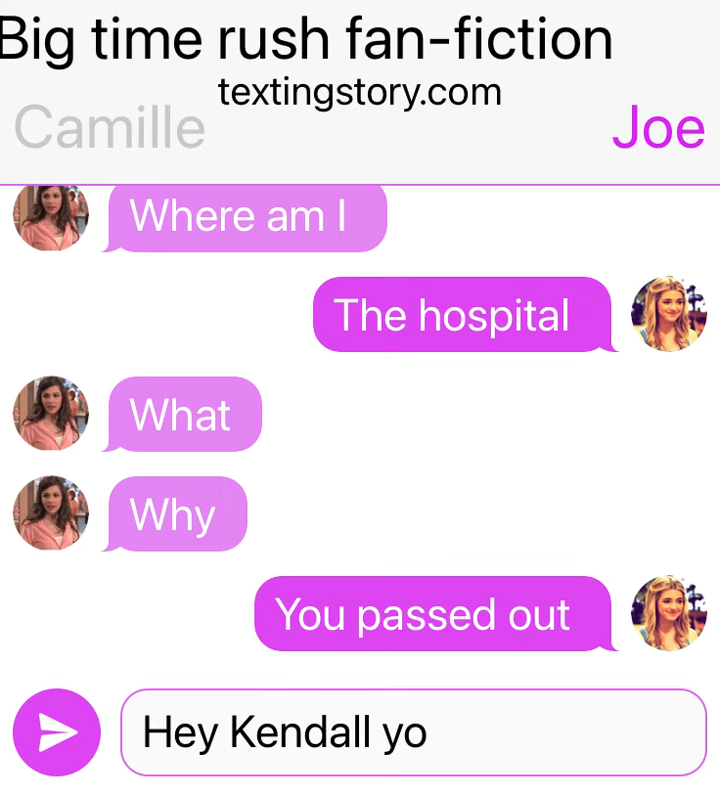 Big time rush fan-fiction
textingstory.com
Camille
Joe
Where am I
The hospital
What
Why
You passed out
Hey Kendall yo